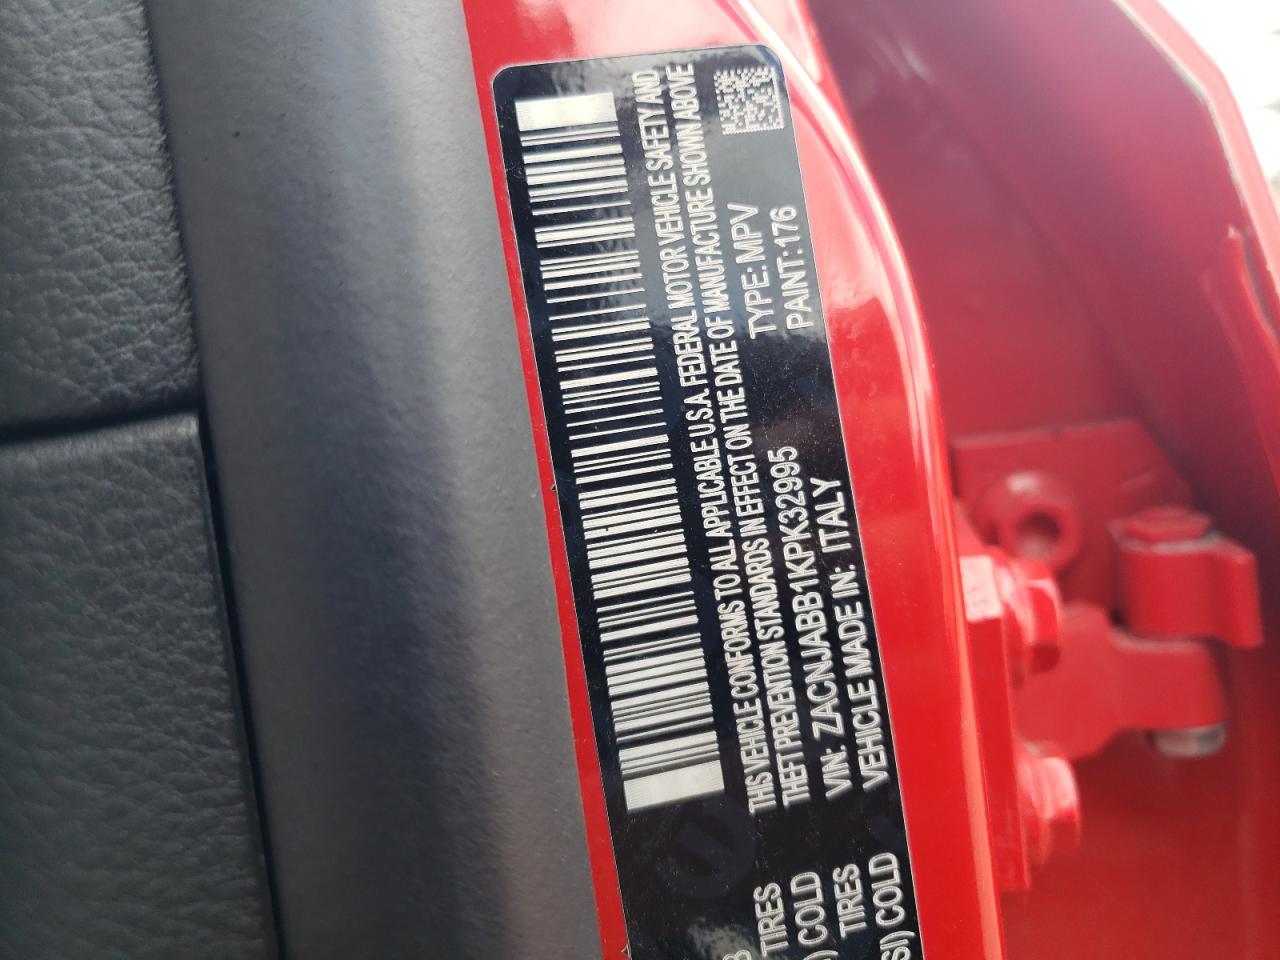 THIS VEHICLE CONFORMS TO ALL APPLICABLE U.S.A. FEDERAL MOTOR VEHICLE SAFETY AND
THEFT PREVENTION STANDARDS IN EFFECT ON THE DATE OF MANUFACTURE SHOWN ABOVE
VIN: ZACNJABB1KPK32995 TYPE: MPV
VEHICLE MADE IN: ITALY PAINT: 176
TIRES
COLD
TIRES
SI) COLD